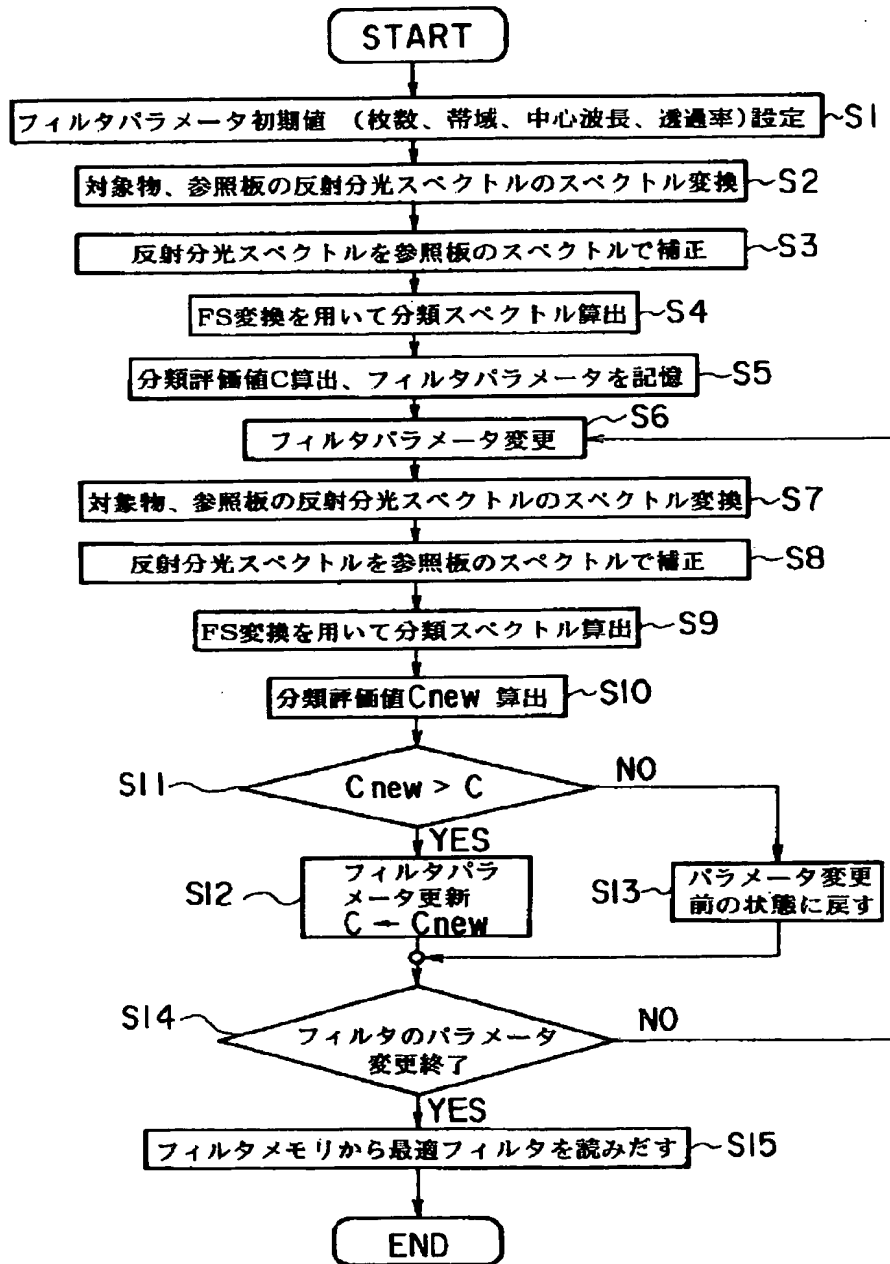 START
フィルタパラメータ初期値 (枚数、帯域、中心波長、透過率)設定 S1
対象物、参照板の反射分光スペクトルのスペクトル変換 S2
反射分光スペクトルを参照板のスペクトルで補正 S3
FS変換を用いて分類スペクトル算出 S4
分類評価値C算出、フィルタパラメータを記憶 S5
S6
フィルタパラメータ変更
対象物、参照板の反射分光スペクトルのスペクトル変換 S7
反射分光スペクトルを参照板のスペクトルで補正 S8
FS変換を用いて分類スペクトル算出 S9
分類評価値Cnew 算出 S10
S11 Cnew > C NO
YES
フィルタパラ
S12 メータ更新
C ← Cnew
S13 パラメータ変更
前の状態に戻す
S14 NO
フィルタのパラメータ
変更終了
YES
フィルタメモリから最適フィルタを読みだす S15
END